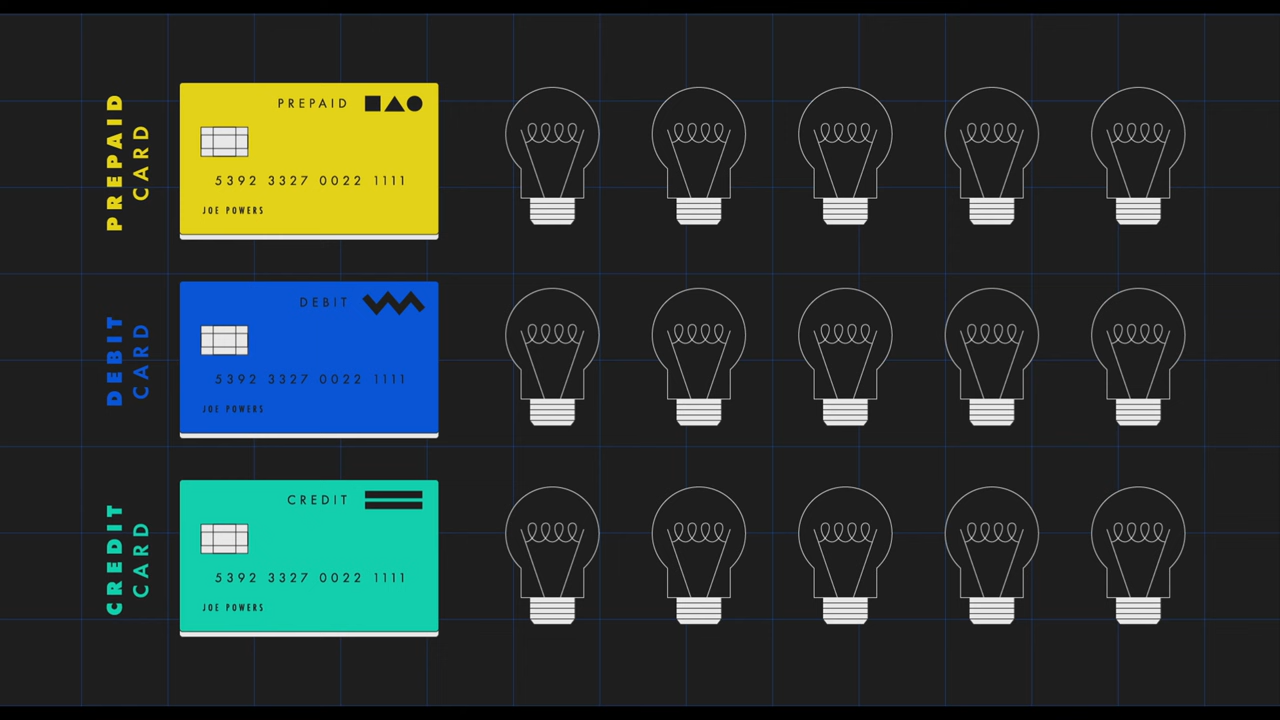 PREPAID
CARD
PREPAID
5392 3327 0022 1111
JOE POWERS
DEBIT
CARD
DEBIT
5392 3327 0022 1111
JOE POWERS
CREDIT
CARD
CREDIT
5392 3327 0022 1111
JOE POWERS